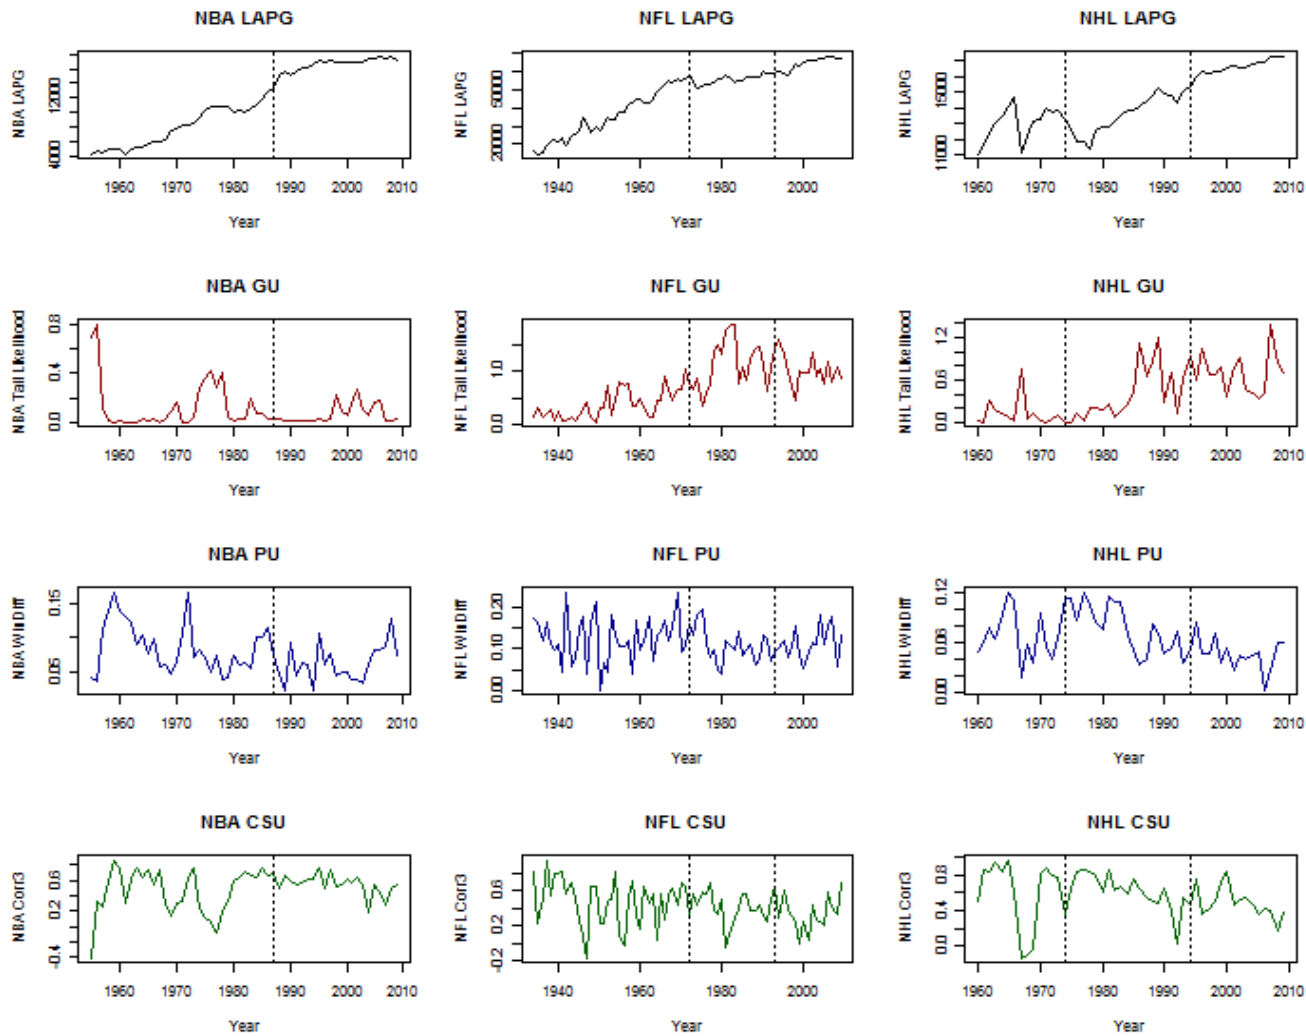 NBA LAPG
NBA LAPG
4000 12000
1960 1970 1980 1990 2000 2010
Year
NFL LAPG
NFL LAPG
20000 50000
1940 1960 1980 2000
Year
NHL LAPG
NHL LAPG
11000 15000
1960 1970 1980 1990 2000 2010
Year
NBA GU
NBA Tail Likelihood
0.0 0.4 0.8
1960 1970 1980 1990 2000 2010
Year
NFL GU
NFL Tail Likelihood
0.0 1.0
1940 1960 1980 2000
Year
NHL GU
NHL Tail Likelihood
0.0 0.6 1.2
1960 1970 1980 1990 2000 2010
Year
NBA PU
NBA WinDiff
0.05 0.15
1960 1970 1980 1990 2000 2010
Year
NFL PU
NFL WinDiff
0.00 0.10 0.20
1940 1960 1980 2000
Year
NHL PU
NHL WinDiff
0.00 0.06 0.12
1960 1970 1980 1990 2000 2010
Year
NBA CSU
NBA Corr3
-0.4 0.2 0.6
1960 1970 1980 1990 2000 2010
Year
NFL CSU
NFL Corr3
-0.2 0.2 0.6
1940 1960 1980 2000
Year
NHL CSU
NHL Corr3
0.0 0.4 0.8
1960 1970 1980 1990 2000 2010
Year